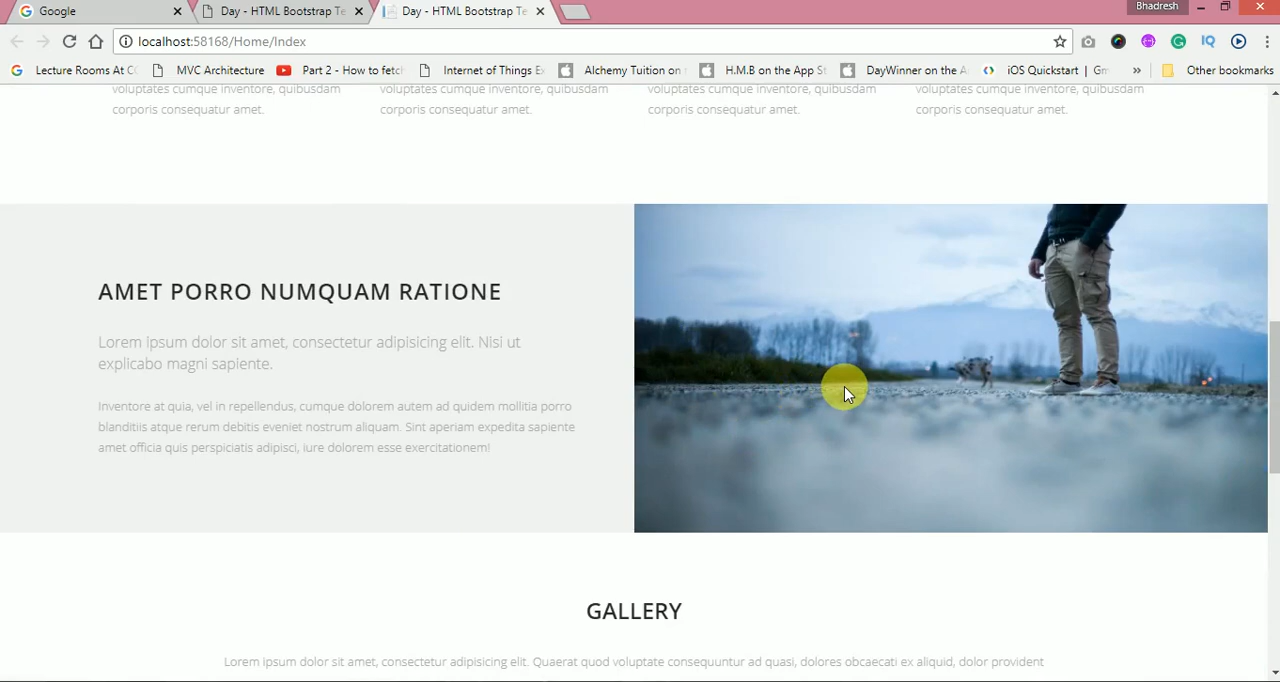 Google
Day - HTML Bootstrap Te
Day - HTML Bootstrap Te
Bhadresh
localhost:58168/Home/Index
Lecture Rooms At CC
MVC Architecture
Part 2 - How to fetch
Internet of Things Ex
Alchemy Tuition on
H.M.B on the App St
DayWinner on the A
iOS Quickstart | Gm
»
Other bookmarks
voluptates cumque inventore, quibusdam
corporis consequatur amet.
voluptates cumque inventore, quibusdam
corporis consequatur amet.
voluptates cumque inventore, quibusdam
corporis consequatur amet.
voluptates cumque inventore, quibusdam
corporis consequatur amet.
AMET PORRO NUMQUAM RATIONE
Lorem ipsum dolor sit amet, consectetur adipisicing elit. Nisi ut
explicabo magni sapiente.
Inventore at quia, vel in repellendus, cumque dolorem autem ad quidem mollitia porro
blanditiis atque rerum debitis eveniet nostrum aliquam. Sint aperiam expedita sapiente
amet officia quis perspiciatis adipisci, iure dolorem esse exercitationem!
GALLERY
Lorem ipsum dolor sit amet, consectetur adipisicing elit. Quaerat quod voluptate consequuntur ad quasi, dolores obcaecati ex aliquid, dolor provident